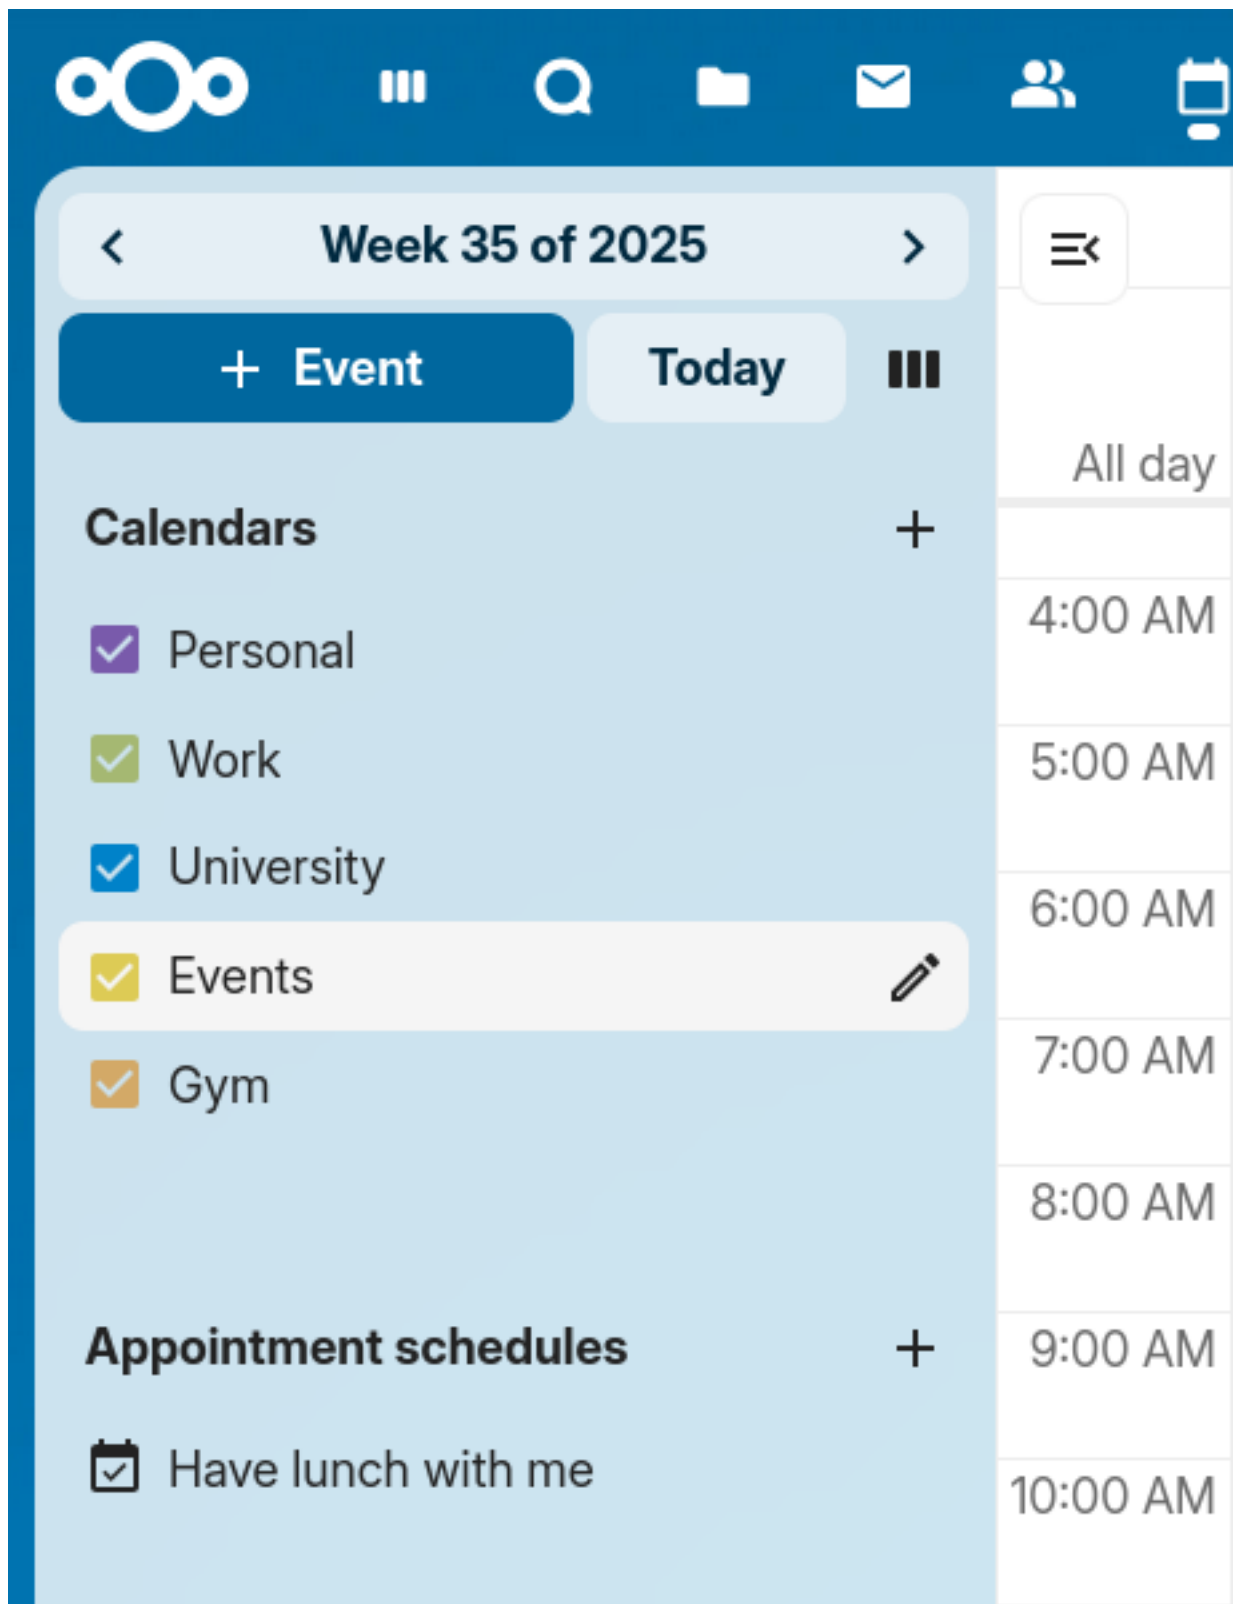 Week 35 of 2025
+ Event
Today
Calendars
Personal
Work
University
Events
Gym
Appointment schedules
Have lunch with me
All day
4:00 AM
5:00 AM
6:00 AM
7:00 AM
8:00 AM
9:00 AM
10:00 AM